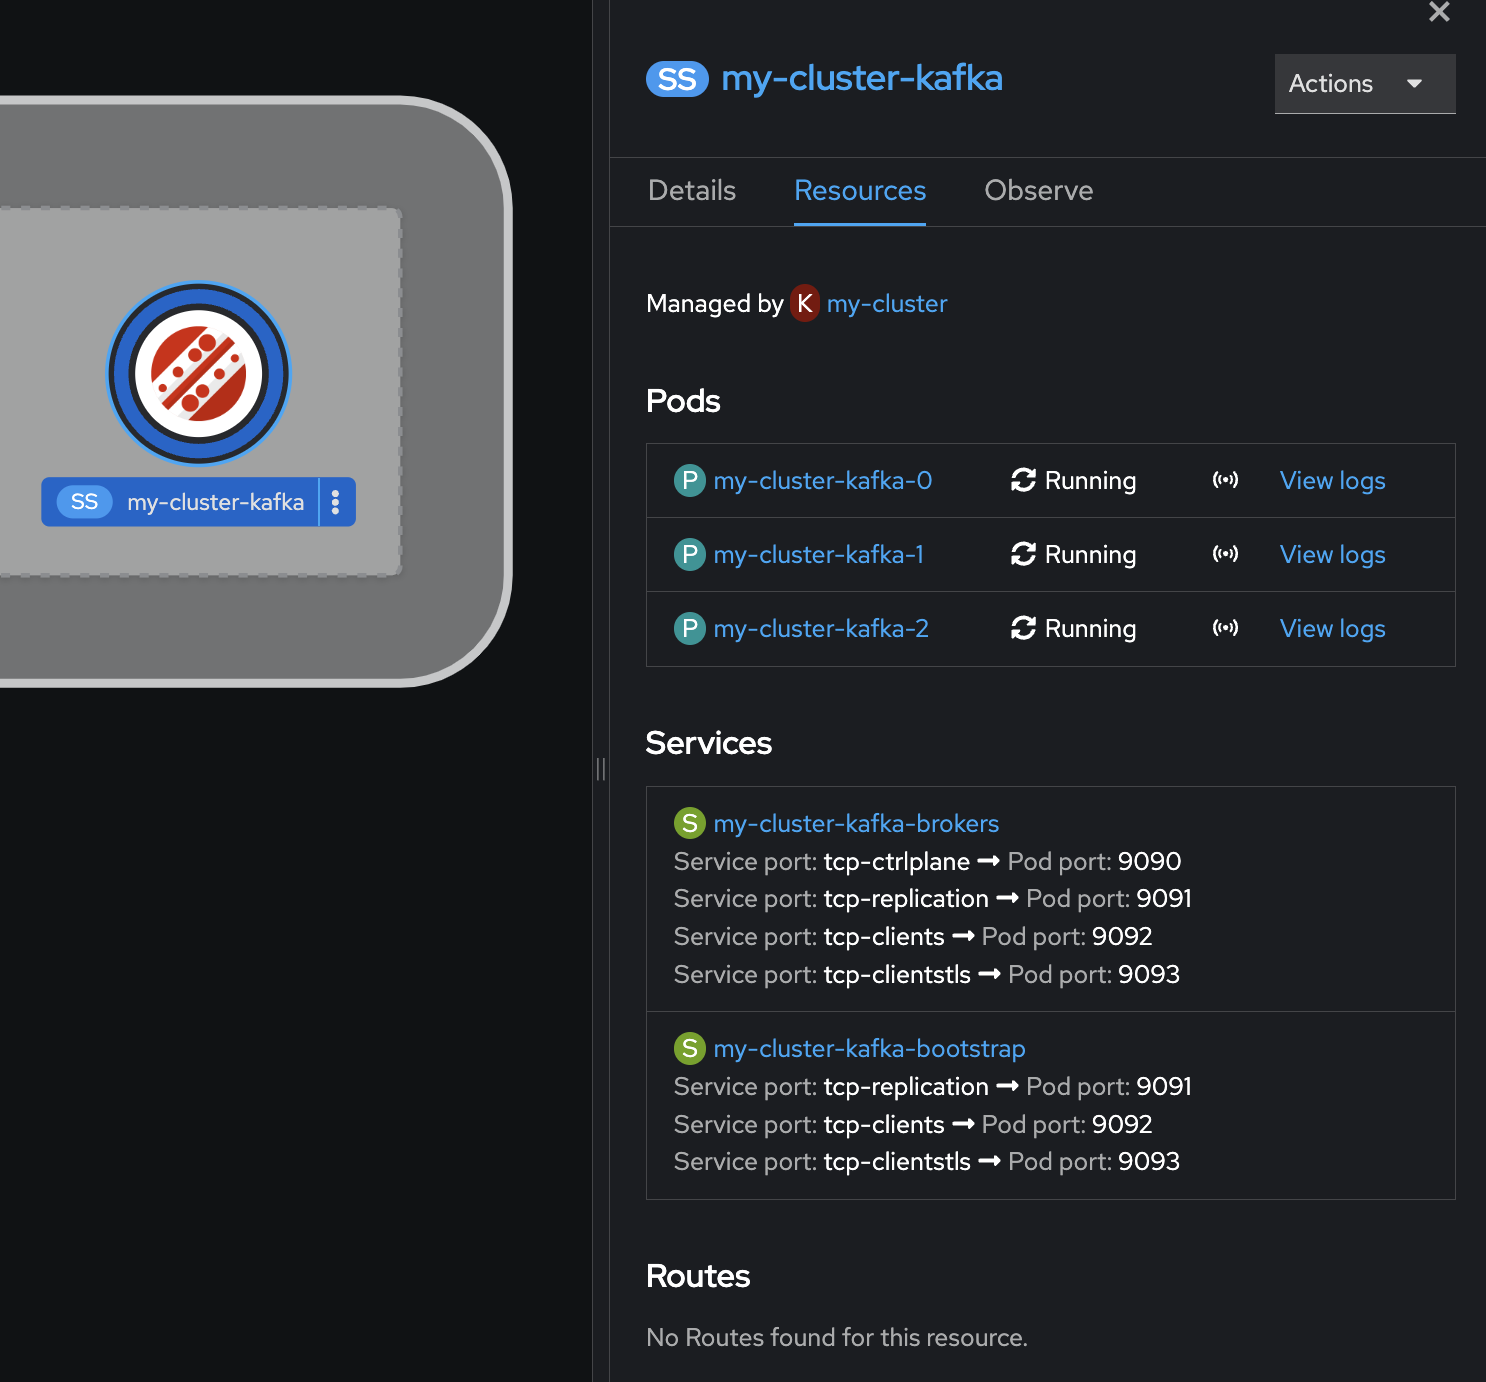 SS my-cluster-kafka
SS my-cluster-kafka
Actions
Details Resources Observe
Managed by K my-cluster
Pods
P my-cluster-kafka-0 Running View logs
P my-cluster-kafka-1 Running View logs
P my-cluster-kafka-2 Running View logs
Services
S my-cluster-kafka-brokers
Service port: tcp-ctrlplane → Pod port: 9090
Service port: tcp-replication → Pod port: 9091
Service port: tcp-clients → Pod port: 9092
Service port: tcp-clientstls → Pod port: 9093
S my-cluster-kafka-bootstrap
Service port: tcp-replication → Pod port: 9091
Service port: tcp-clients → Pod port: 9092
Service port: tcp-clientstls → Pod port: 9093
Routes
No Routes found for this resource.